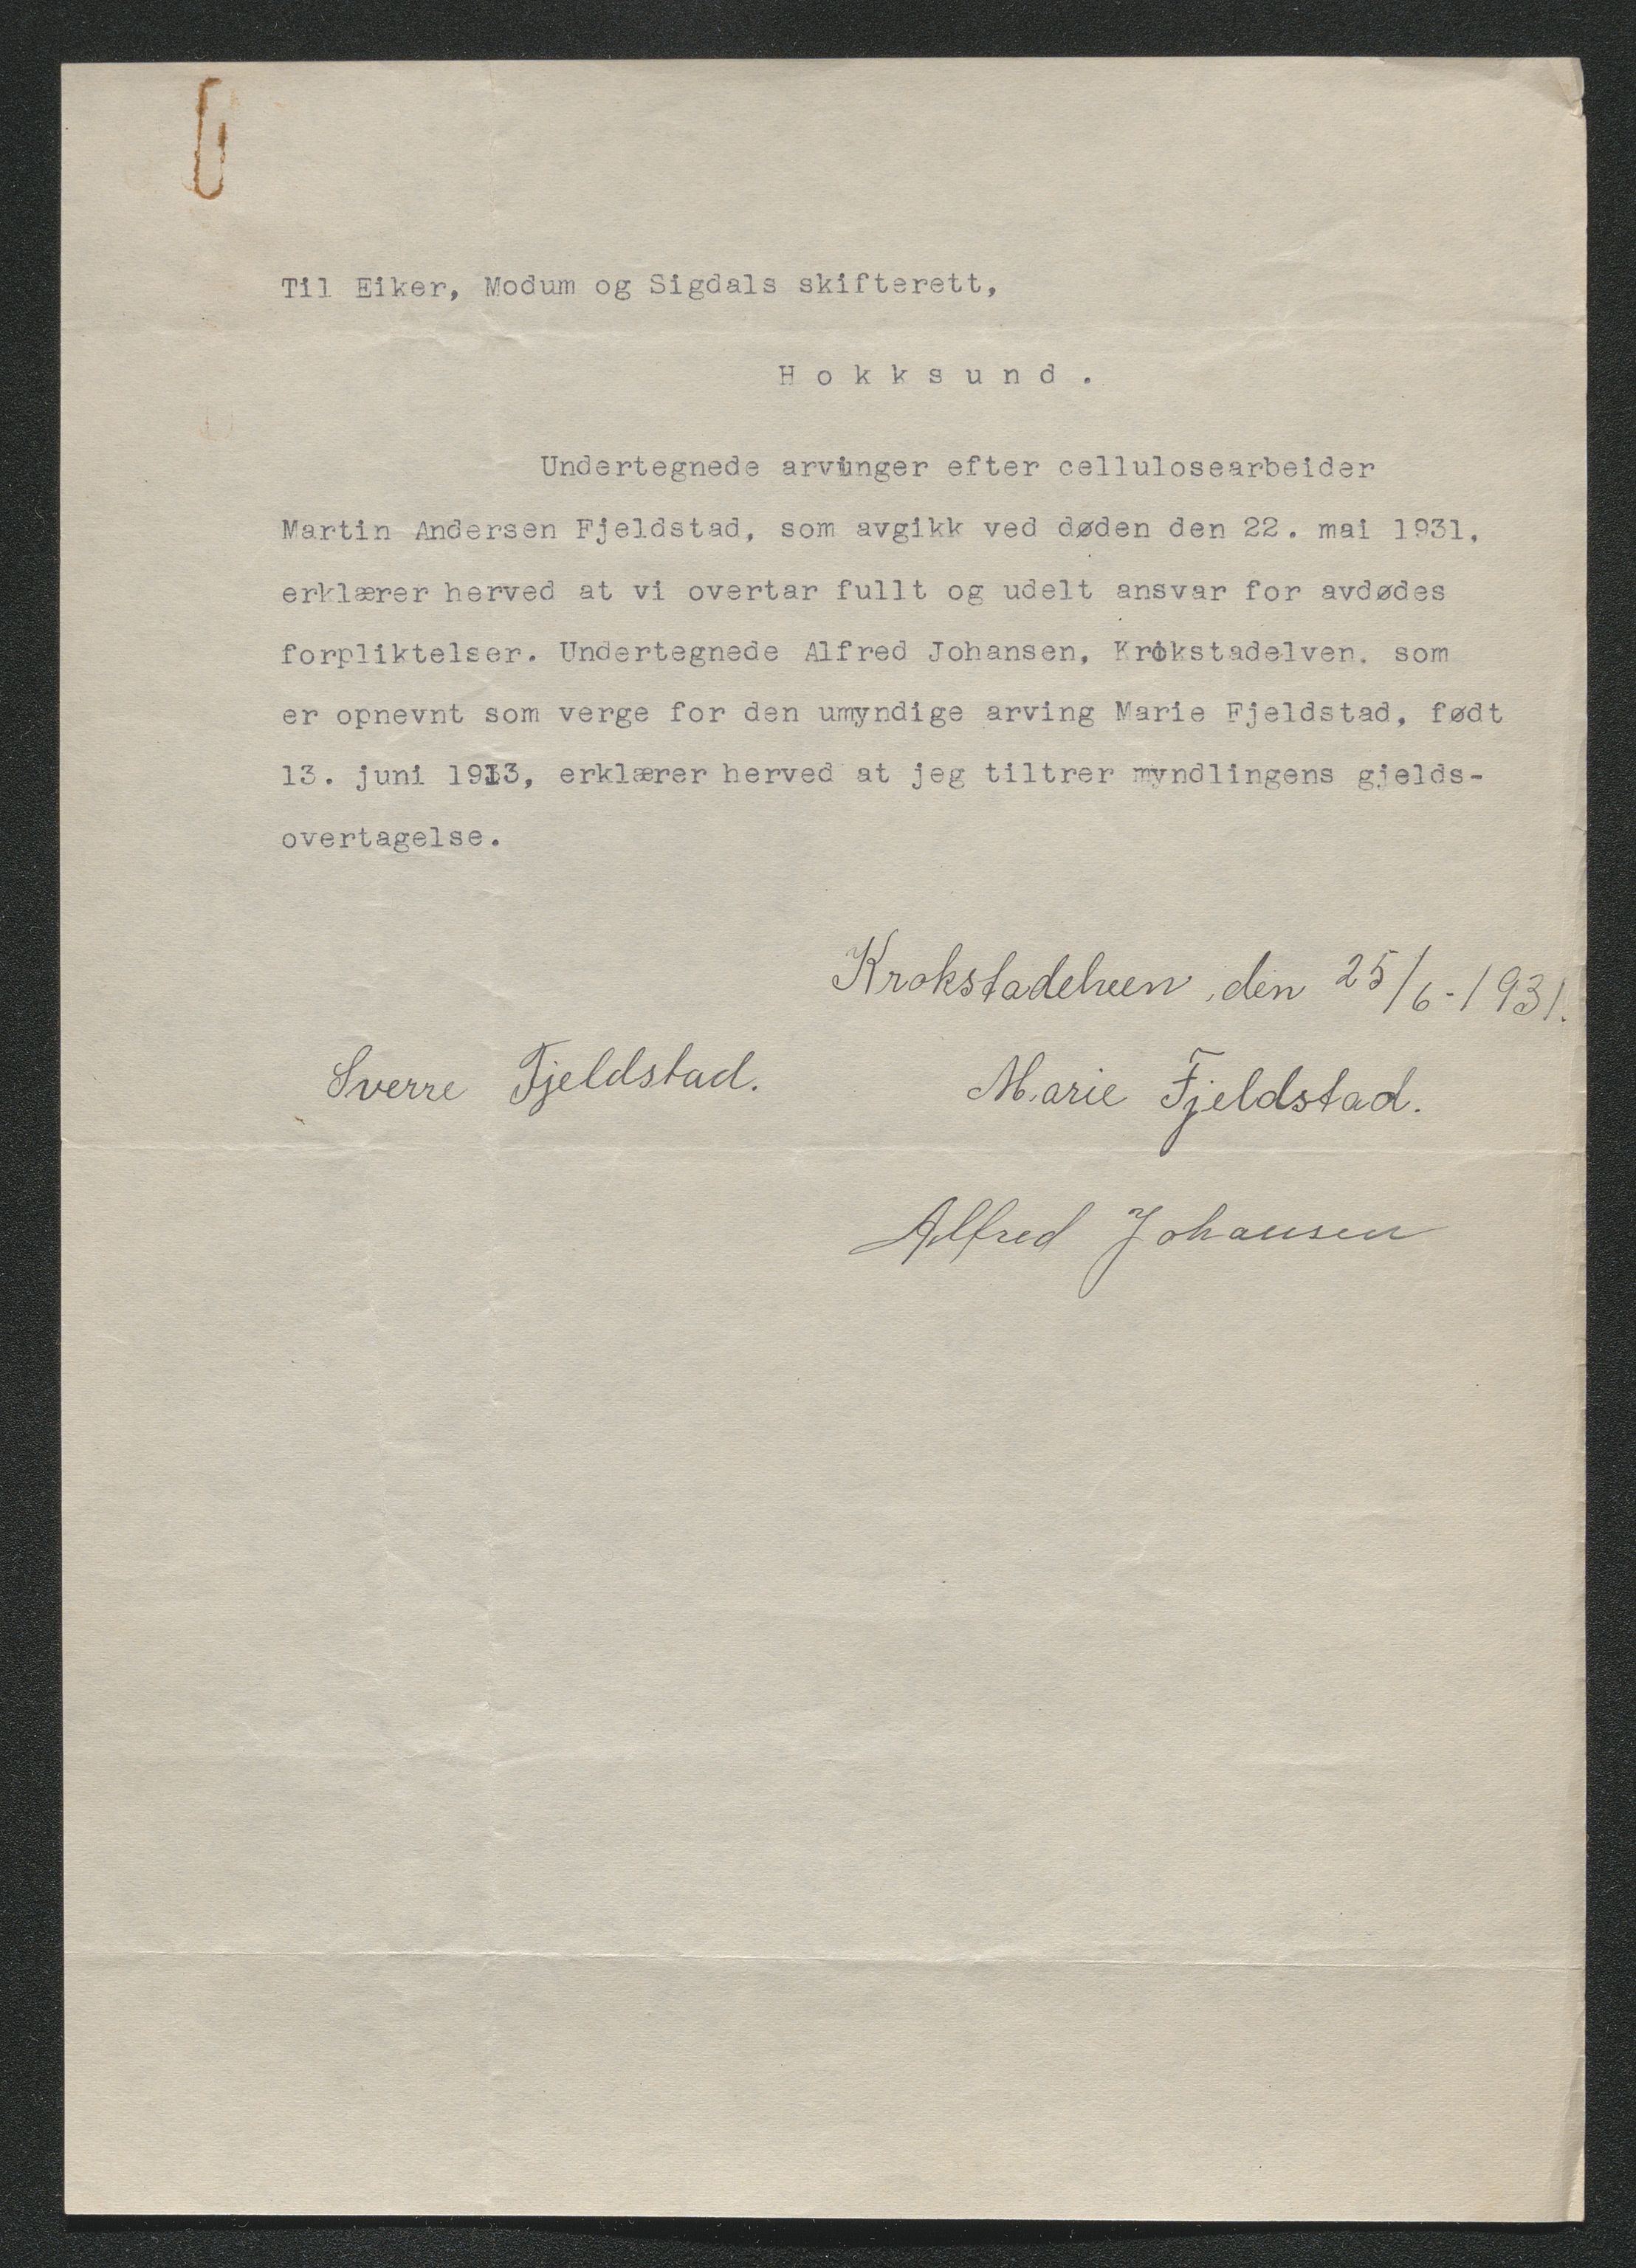 Til Eiker, Modum og Sigdals skifterett,
Hokksund.
Undertegnede arvinger efter cellulosearbeider
Martin Andersen Fjeldstad, som avgikk ved døden den 22. mai 1931,
erklærer herved at vi overtar fullt og udelt ansvar for avdødes
forpliktelser. Undertegnede Alfred Johansen, Krokstadelven, som
er opnevnt som verge for den umyndige arving Marie Fjeldstad, født
13. juni 1913, erklærer herved at jeg tiltrer myndlingens gjelds-
overtagelse.
Krokstadelven, den 25/6-1931.
Sverre Fjeldstad. Marie Fjeldstad.
Alfred Johansen